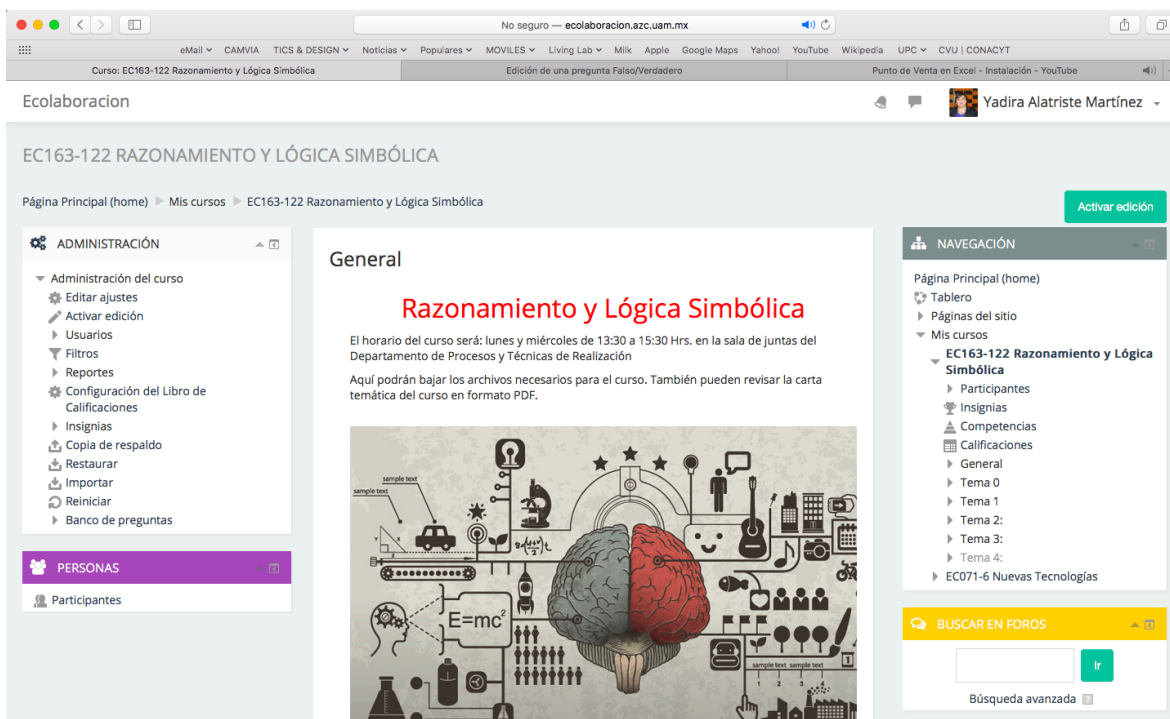 No seguro — ecolaboracion.azc.uam.mx
eMail CAMVIA TICS & DESIGN Noticias Populares MOVILES Living Lab Milk Apple Google Maps Yahoo! YouTube Wikipedia UPC CVU | CONACYT
Curso: EC163-122 Razonamiento y Lógica Simbólica
Edición de una pregunta Falso/Verdadero
Punto de Venta en Excel - Instalación - YouTube
Ecolaboracion
Yadira Alatriste Martínez
EC163-122 RAZONAMIENTO Y LÓGICA SIMBÓLICA
Página Principal (home) Mis cursos EC163-122 Razonamiento y Lógica Simbólica
Activar edición
ADMINISTRACIÓN
Administración del curso
Editar ajustes
Activar edición
Usuarios
Filtros
Reportes
Configuración del Libro de
Calificaciones
Insignias
Copia de respaldo
Restaurar
Importar
Reiniciar
Banco de preguntas
PERSONAS
Participantes
General
Razonamiento y Lógica Simbólica
El horario del curso será: lunes y miércoles de 13:30 a 15:30 Hrs. en la sala de juntas del
Departamento de Procesos y Técnicas de Realización
Aquí podrán bajar los archivos necesarios para el curso. También pueden revisar la carta
temática del curso en formato PDF.
sample text
sample text
E=mc²
sample text sample text
1 2 3 4
NAVEGACIÓN
Página Principal (home)
Tablero
Páginas del sitio
Mis cursos
EC163-122 Razonamiento y Lógica
Simbólica
Participantes
Insignias
Competencias
Calificaciones
General
Tema 0
Tema 1
Tema 2:
Tema 3:
Tema 4:
EC071-6 Nuevas Tecnologías
BUSCAR EN FOROS
Ir
Búsqueda avanzada